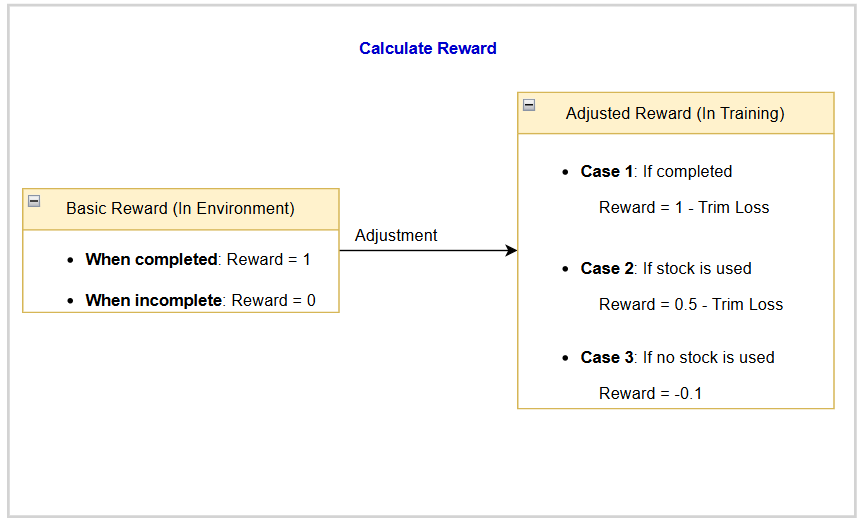 Calculate Reward
Basic Reward (In Environment)
• When completed: Reward = 1
• When incomplete: Reward = 0
Adjustment
Adjusted Reward (In Training)
• Case 1: If completed
Reward = 1 - Trim Loss
• Case 2: If stock is used
Reward = 0.5 - Trim Loss
• Case 3: If no stock is used
Reward = -0.1